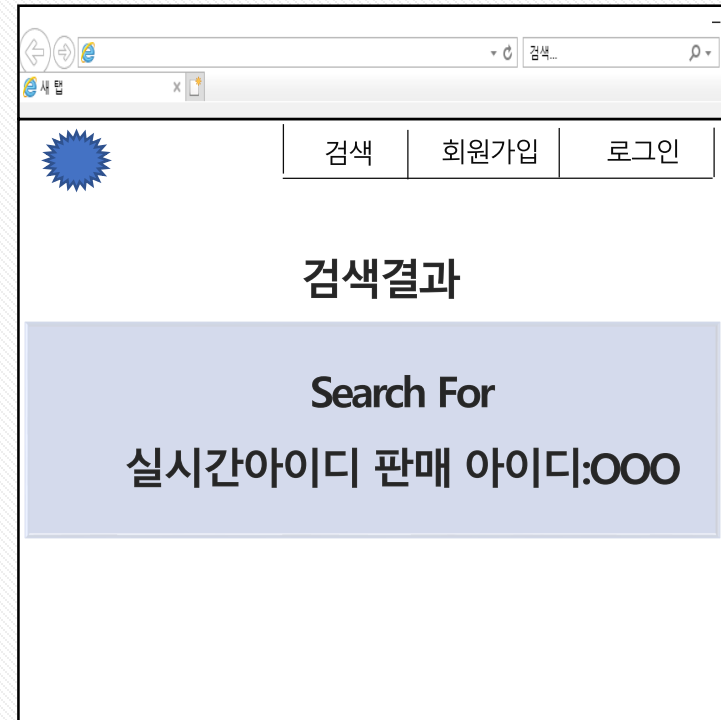 검색...
새 탭
검색 회원가입 로그인
검색결과
Search For
실시간아이디 판매 아이디:OOO